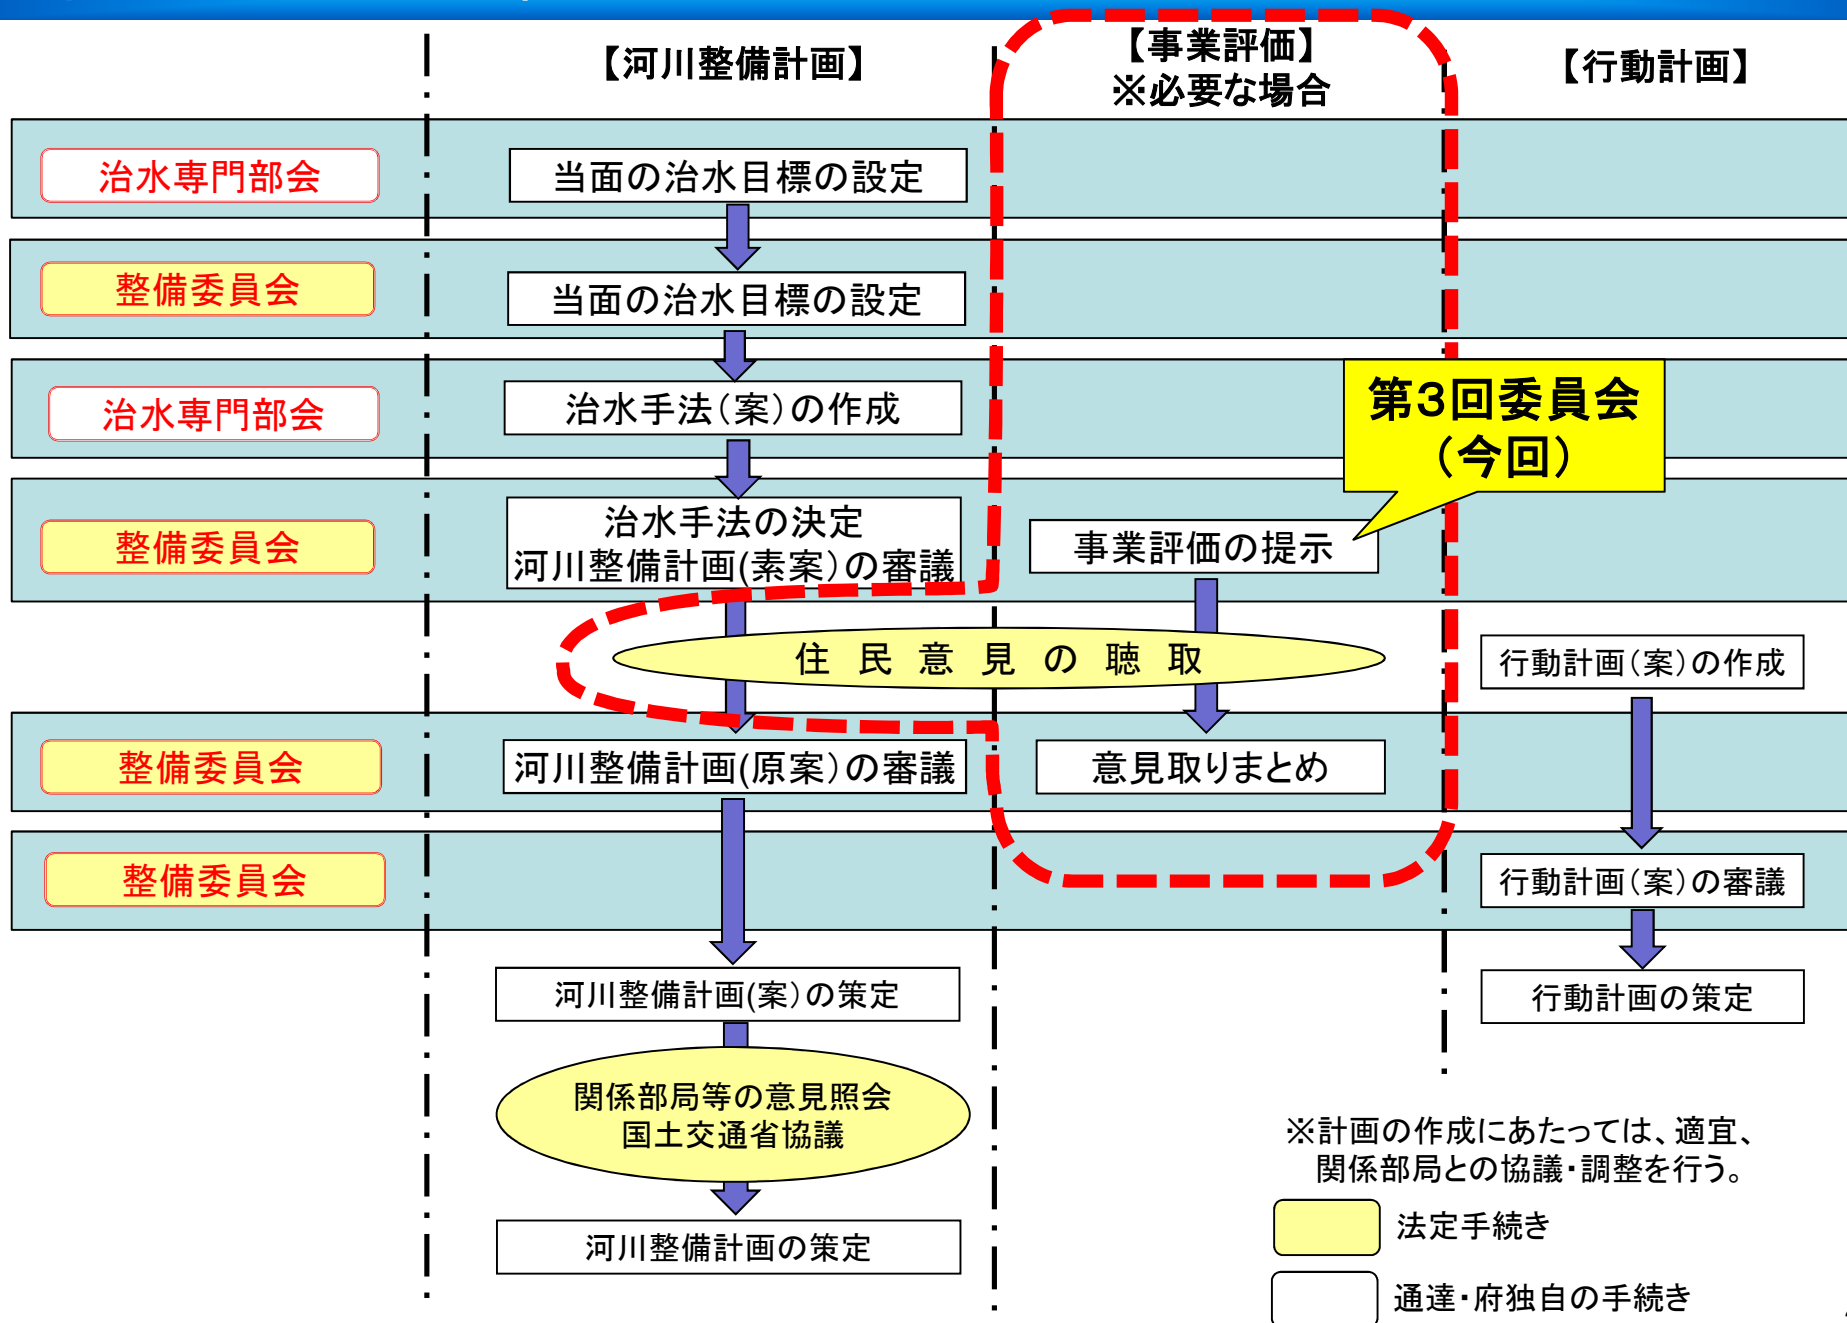 【河川整備計画】
【事業評価】
※必要な場合
【行動計画】
治水専門部会
当面の治水目標の設定
整備委員会
当面の治水目標の設定
治水専門部会
治水手法（案）の作成
第3回委員会
（今回）
整備委員会
治水手法の決定
河川整備計画(素案）の審議
事業評価の提示
住民意見の聴取
行動計画（案）の作成
整備委員会
河川整備計画(原案）の審議
意見取りまとめ
整備委員会
行動計画（案）の審議
河川整備計画(案）の策定
行動計画の策定
関係部局等の意見照会
国土交通省協議
河川整備計画の策定
※計画の作成にあたっては、適宜、
関係部局との協議・調整を行う。
法定手続き
通達・府独自の手続き